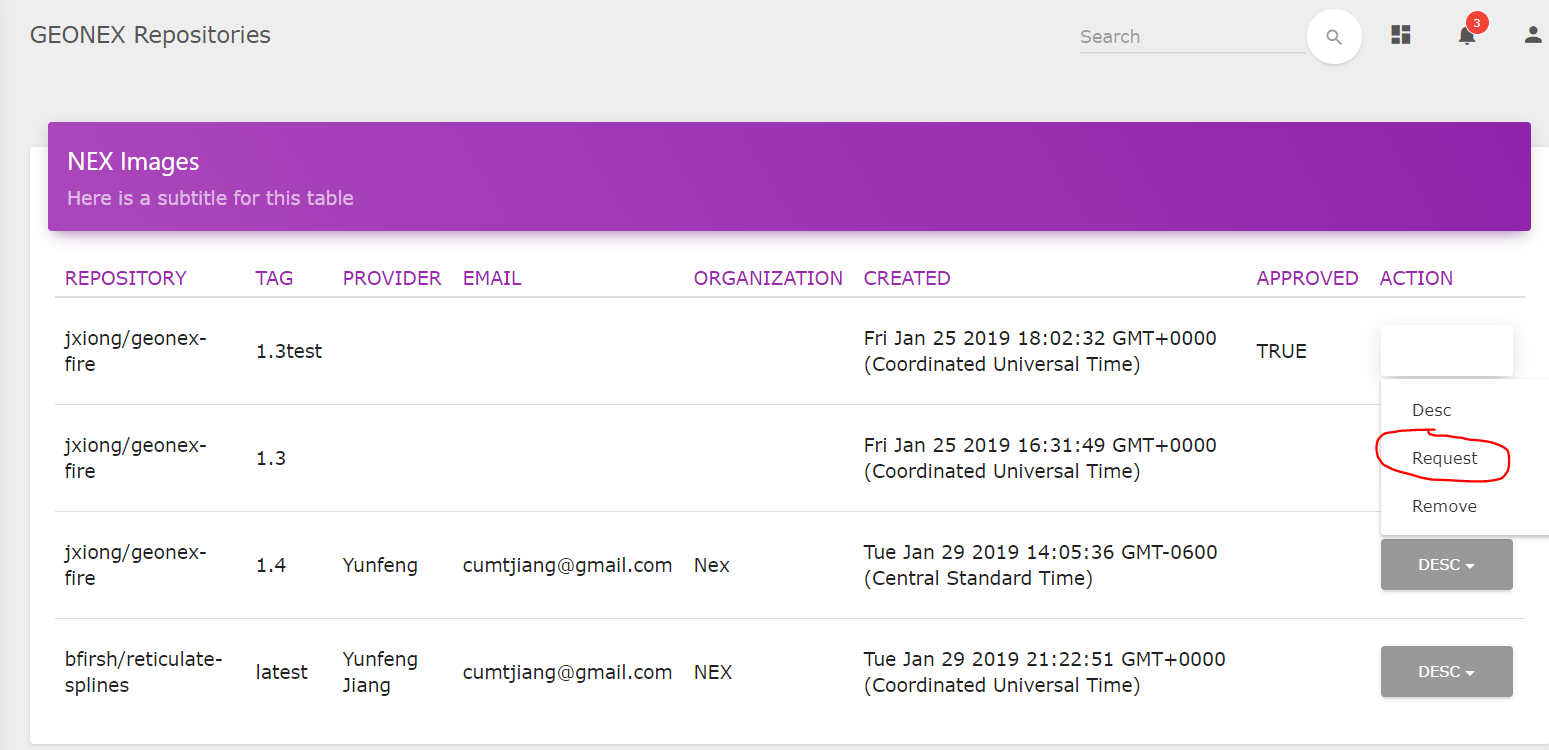 GEONEX Repositories
Search
3
NEX Images
Here is a subtitle for this table
REPOSITORY TAG PROVIDER EMAIL ORGANIZATION CREATED APPROVED ACTION
jxiong/geonex-
fire
1.3test
Fri Jan 25 2019 18:02:32 GMT+0000
(Coordinated Universal Time)
TRUE
Desc
Request
Remove
jxiong/geonex-
fire
1.3
Fri Jan 25 2019 16:31:49 GMT+0000
(Coordinated Universal Time)
jxiong/geonex-
fire
1.4
Yunfeng
cumtjiang@gmail.com
Nex
Tue Jan 29 2019 14:05:36 GMT-0600
(Central Standard Time)
DESC
bfirsh/reticulate-
splines
latest
Yunfeng
Jiang
cumtjiang@gmail.com
NEX
Tue Jan 29 2019 21:22:51 GMT+0000
(Coordinated Universal Time)
DESC